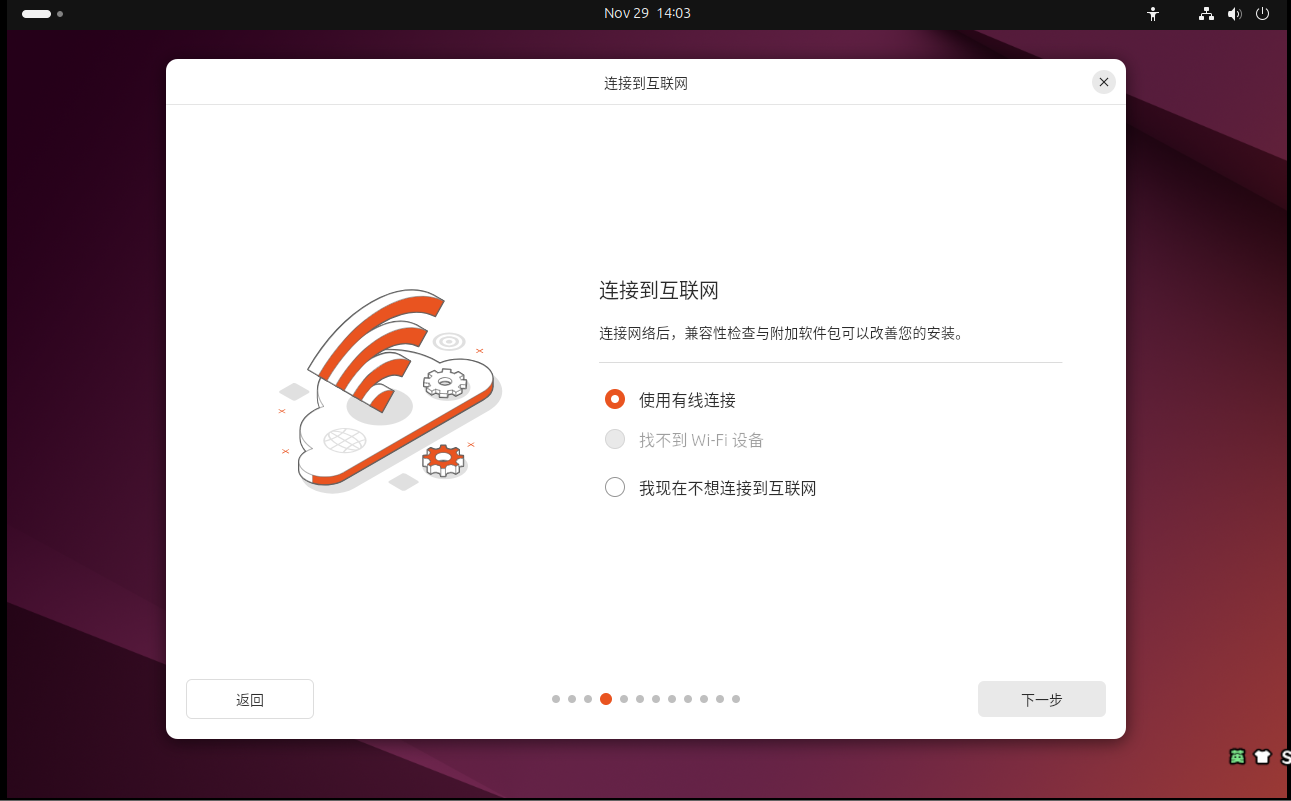 Nov 29 14:03
连接到互联网
连接到互联网
连接网络后，兼容性检查与附加软件包可以改善您的安装。
使用有线连接
找不到 Wi-Fi 设备
我现在不想连接到互联网
返回
下一步
英
S